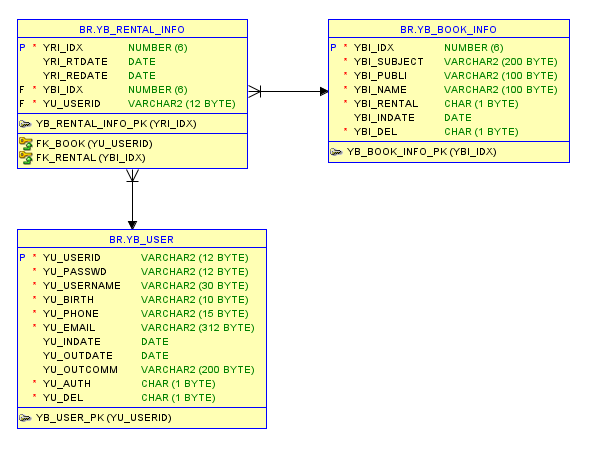 BR.YB_RENTAL_INFO
P * YRI_IDX NUMBER (6)
YRI_RTDATE DATE
YRI_REDATE DATE
F * YBI_IDX NUMBER (6)
F * YU_USERID VARCHAR2 (12 BYTE)
YB_RENTAL_INFO_PK (YRI_IDX)
FK_BOOK (YU_USERID)
FK_RENTAL (YBI_IDX)
BR.YB_BOOK_INFO
P * YBI_IDX NUMBER (6)
* YBI_SUBJECT VARCHAR2 (200 BYTE)
* YBI_PUBLI VARCHAR2 (100 BYTE)
* YBI_NAME VARCHAR2 (100 BYTE)
* YBI_RENTAL CHAR (1 BYTE)
YBI_INDATE DATE
* YBI_DEL CHAR (1 BYTE)
YB_BOOK_INFO_PK (YBI_IDX)
BR.YB_USER
P * YU_USERID VARCHAR2 (12 BYTE)
* YU_PASSWD VARCHAR2 (12 BYTE)
* YU_USERNAME VARCHAR2 (30 BYTE)
* YU_BIRTH VARCHAR2 (10 BYTE)
* YU_PHONE VARCHAR2 (15 BYTE)
* YU_EMAIL VARCHAR2 (312 BYTE)
YU_INDATE DATE
YU_OUTDATE DATE
YU_OUTCOMM VARCHAR2 (200 BYTE)
* YU_AUTH CHAR (1 BYTE)
* YU_DEL CHAR (1 BYTE)
YB_USER_PK (YU_USERID)